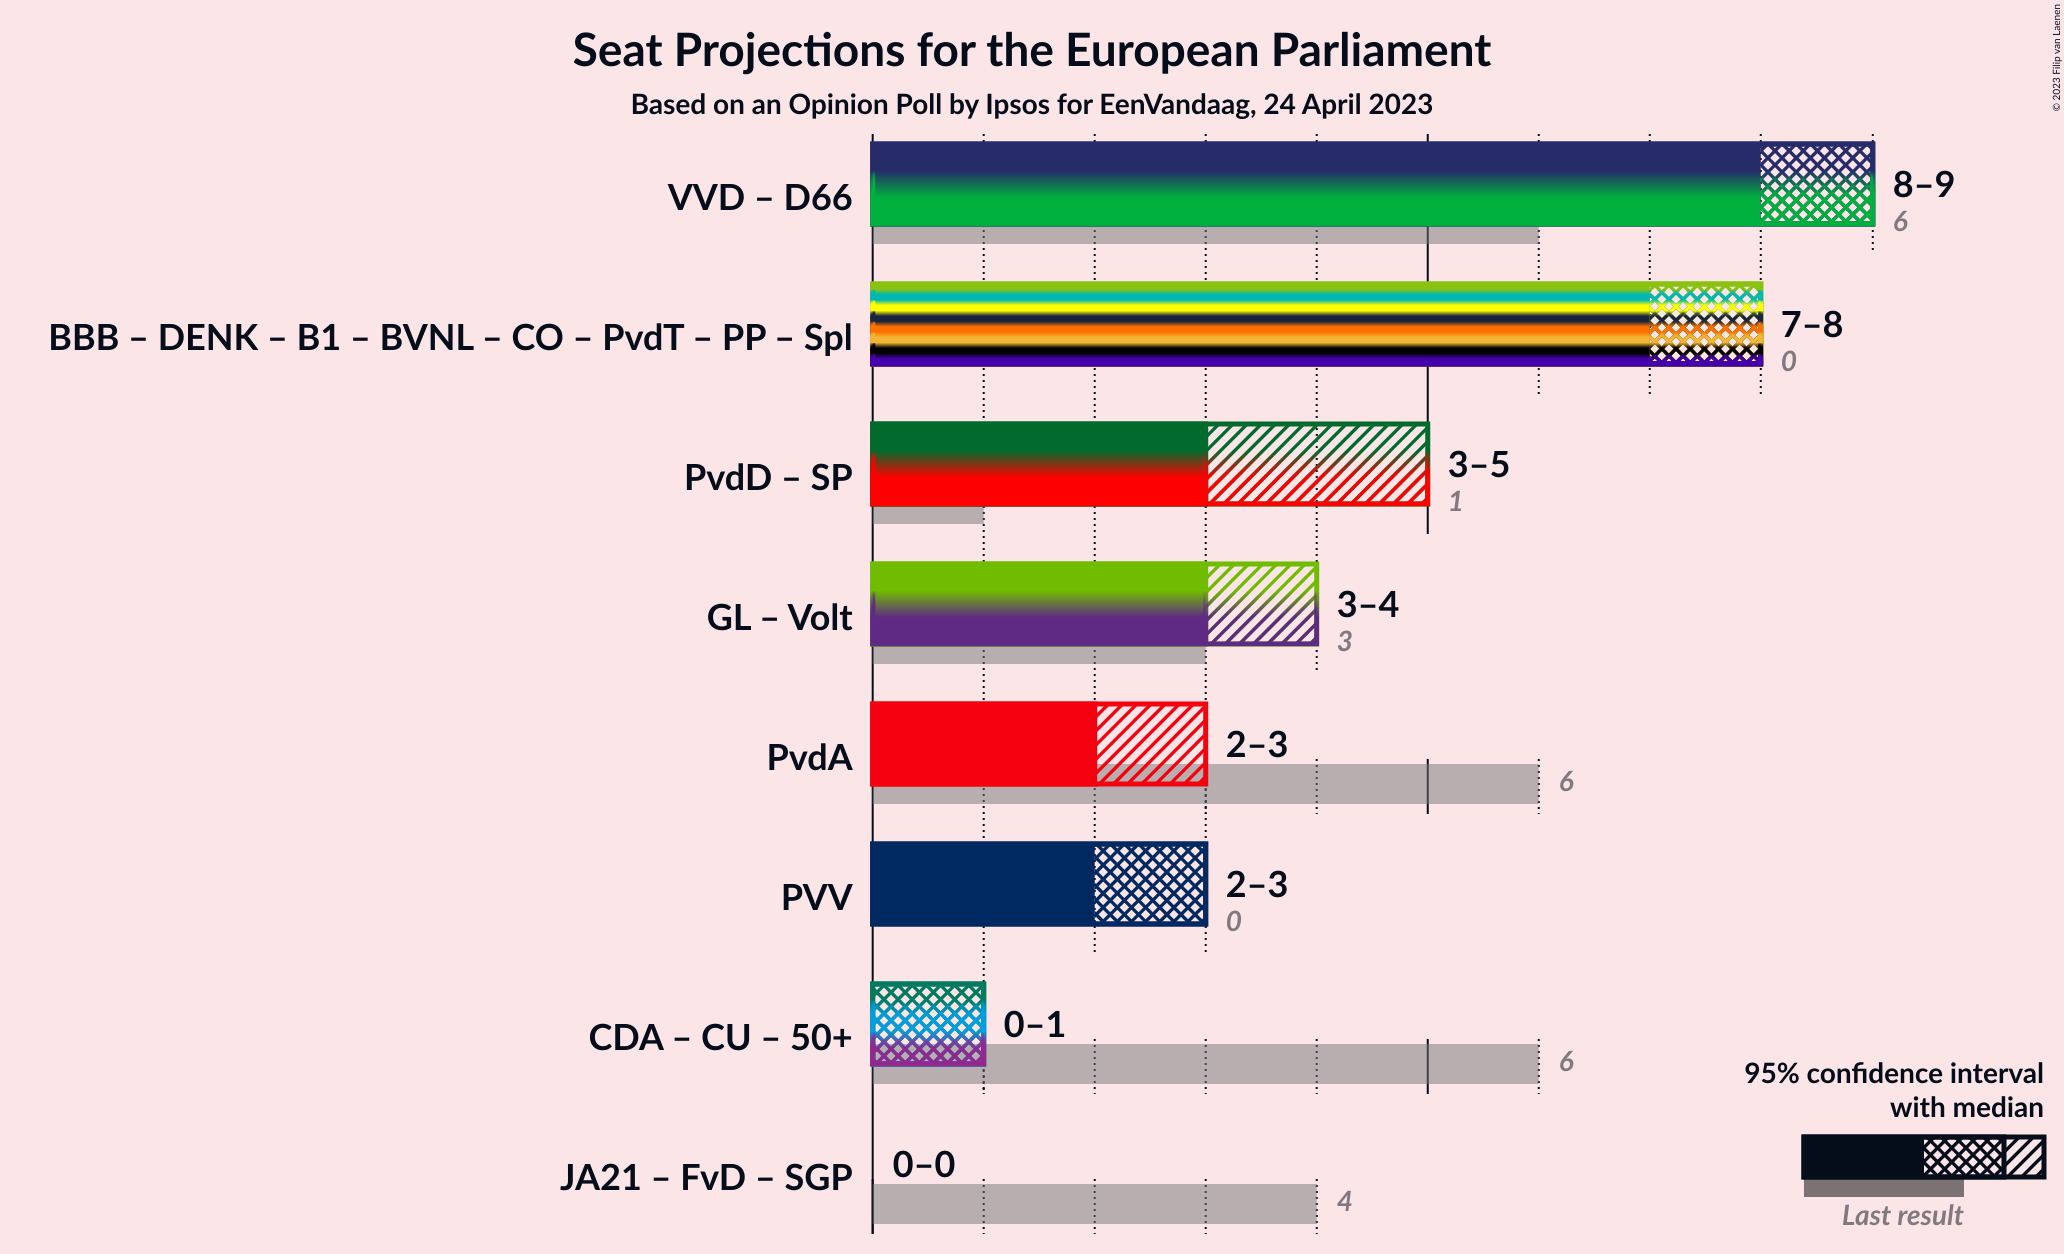 Seat Projections for the European Parliament
Based on an Opinion Poll by Ipsos for EenVandaag, 24 April 2023
© 2023 Filip van Laenen
VVD – D66
8–9
6
BBB – DENK – B1 – BVNL – CO – PvdT – PP – Spl
7–8
0
PvdD – SP
3–5
1
GL – Volt
3–4
3
PvdA
2–3
6
PVV
2–3
0
CDA – CU – 50+
0–1
6
JA21 – FvD – SGP
0–0
4
95% confidence interval
with median
Last result